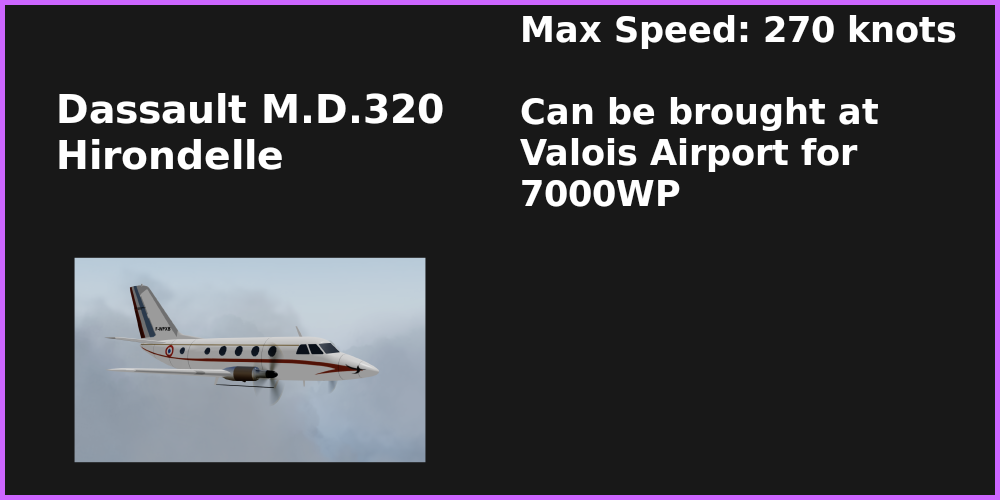 Dassault M.D.320
Hirondelle
Max Speed: 270 knots
Can be brought at
Valois Airport for
7000WP